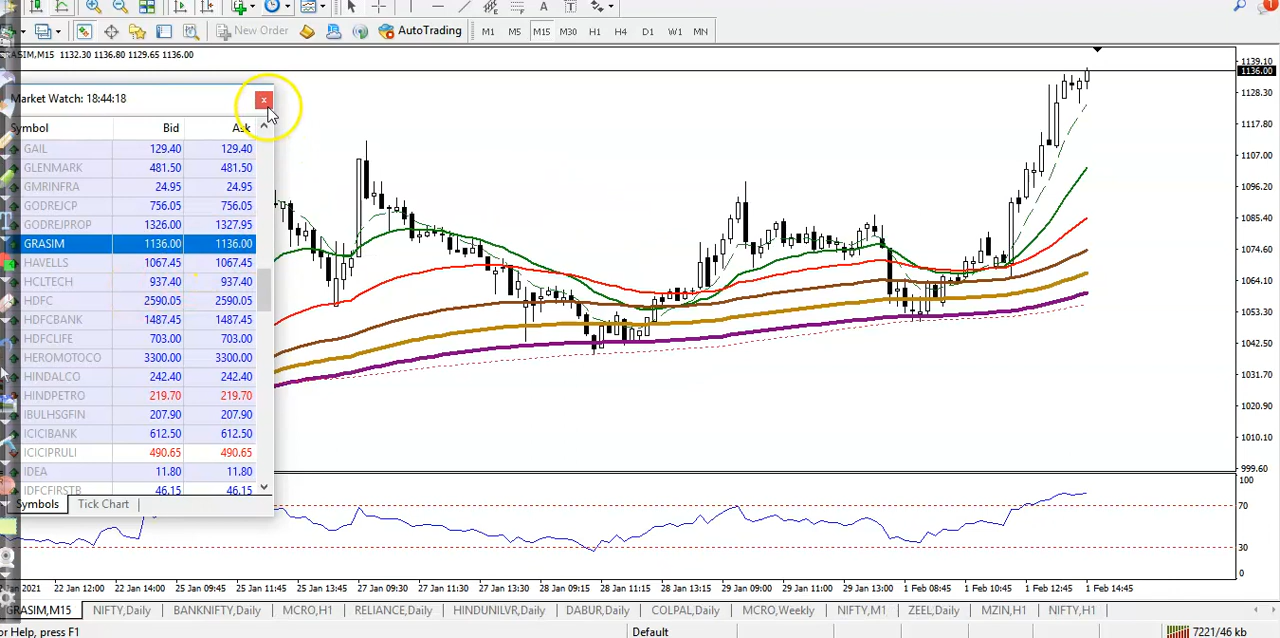 New Order
AutoTrading
M1 M5 M15 M30 H1 H4 D1 W1 MN
ASIM,M15 1132.30 1136.80 1129.65 1136.00
Market Watch: 18:44:18
x
Symbol Bid Ask
GAIL 129.40 129.40
GLENMARK 481.50 481.50
GMRINFRA 24.95 24.95
GODREJCP 756.05 756.05
GODREJPROP 1326.00 1327.95
GRASIM 1136.00 1136.00
HAVELLS 1067.45 1067.45
HCLTECH 937.40 937.40
HDFC 2590.05 2590.05
HDFCBANK 1487.45 1487.45
HDFCLIFE 703.00 703.00
HEROMOTOCO 3300.00 3300.00
HINDALCO 242.40 242.40
HINDPETRO 219.70 219.70
IBULHSGFIN 207.90 207.90
ICICIBANK 612.50 612.50
ICICIPRULI 490.65 490.65
IDEA 11.80 11.80
IDFCFIRSTB 46.15 46.15
Symbols Tick Chart
1139.10
1136.00
1128.30
1117.80
1107.00
1096.20
1085.40
1074.60
1064.10
1053.30
1042.50
1031.70
1020.90
1010.10
999.60
100
70
30
0
2021 22 Jan 12:00 22 Jan 14:00 25 Jan 09:45 25 Jan 11:45 25 Jan 13:45 27 Jan 09:30 27 Jan 11:30 27 Jan 13:30 28 Jan 09:15 28 Jan 11:15 28 Jan 13:15 29 Jan 09:00 29 Jan 11:00 29 Jan 13:00 1 Feb 08:45 1 Feb 10:45 1 Feb 12:45 1 Feb 14:45
GRASIM,M15 NIFTY,Daily BANKNIFTY,Daily MCRO,H1 RELIANCE,Daily HINDUNILVR,Daily DABUR,Daily COLPAL,Daily MCRO,Weekly NIFTY,M1 ZEEL,Daily MZIN,H1 NIFTY,H1
or Help, press F1 Default 7221/46 kb